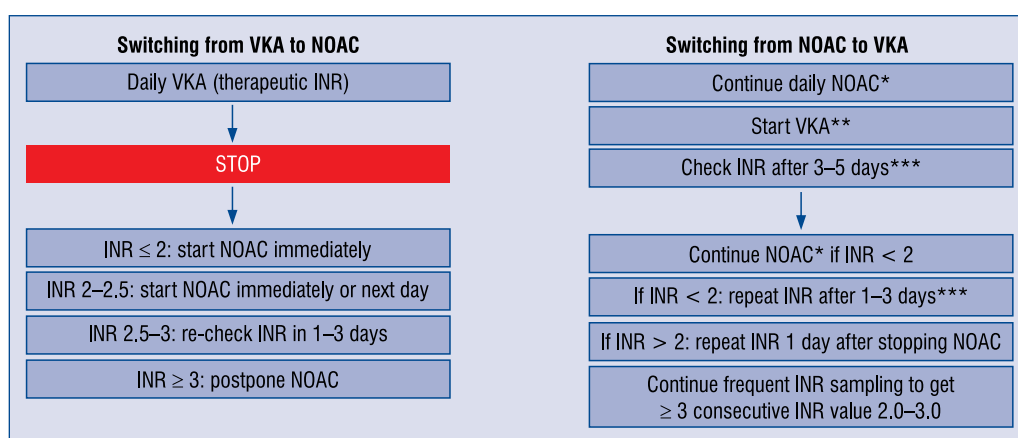 Switching from VKA to NOAC
Daily VKA (therapeutic INR)
STOP
INR ≤ 2: start NOAC immediately
INR 2–2.5: start NOAC immediately or next day
INR 2.5–3: re-check INR in 1–3 days
INR ≥ 3: postpone NOAC
Switching from NOAC to VKA
Continue daily NOAC*
Start VKA**
Check INR after 3–5 days***
Continue NOAC* if INR < 2
If INR < 2: repeat INR after 1–3 days***
If INR > 2: repeat INR 1 day after stopping NOAC
Continue frequent INR sampling to get
≥ 3 consecutive INR value 2.0–3.0